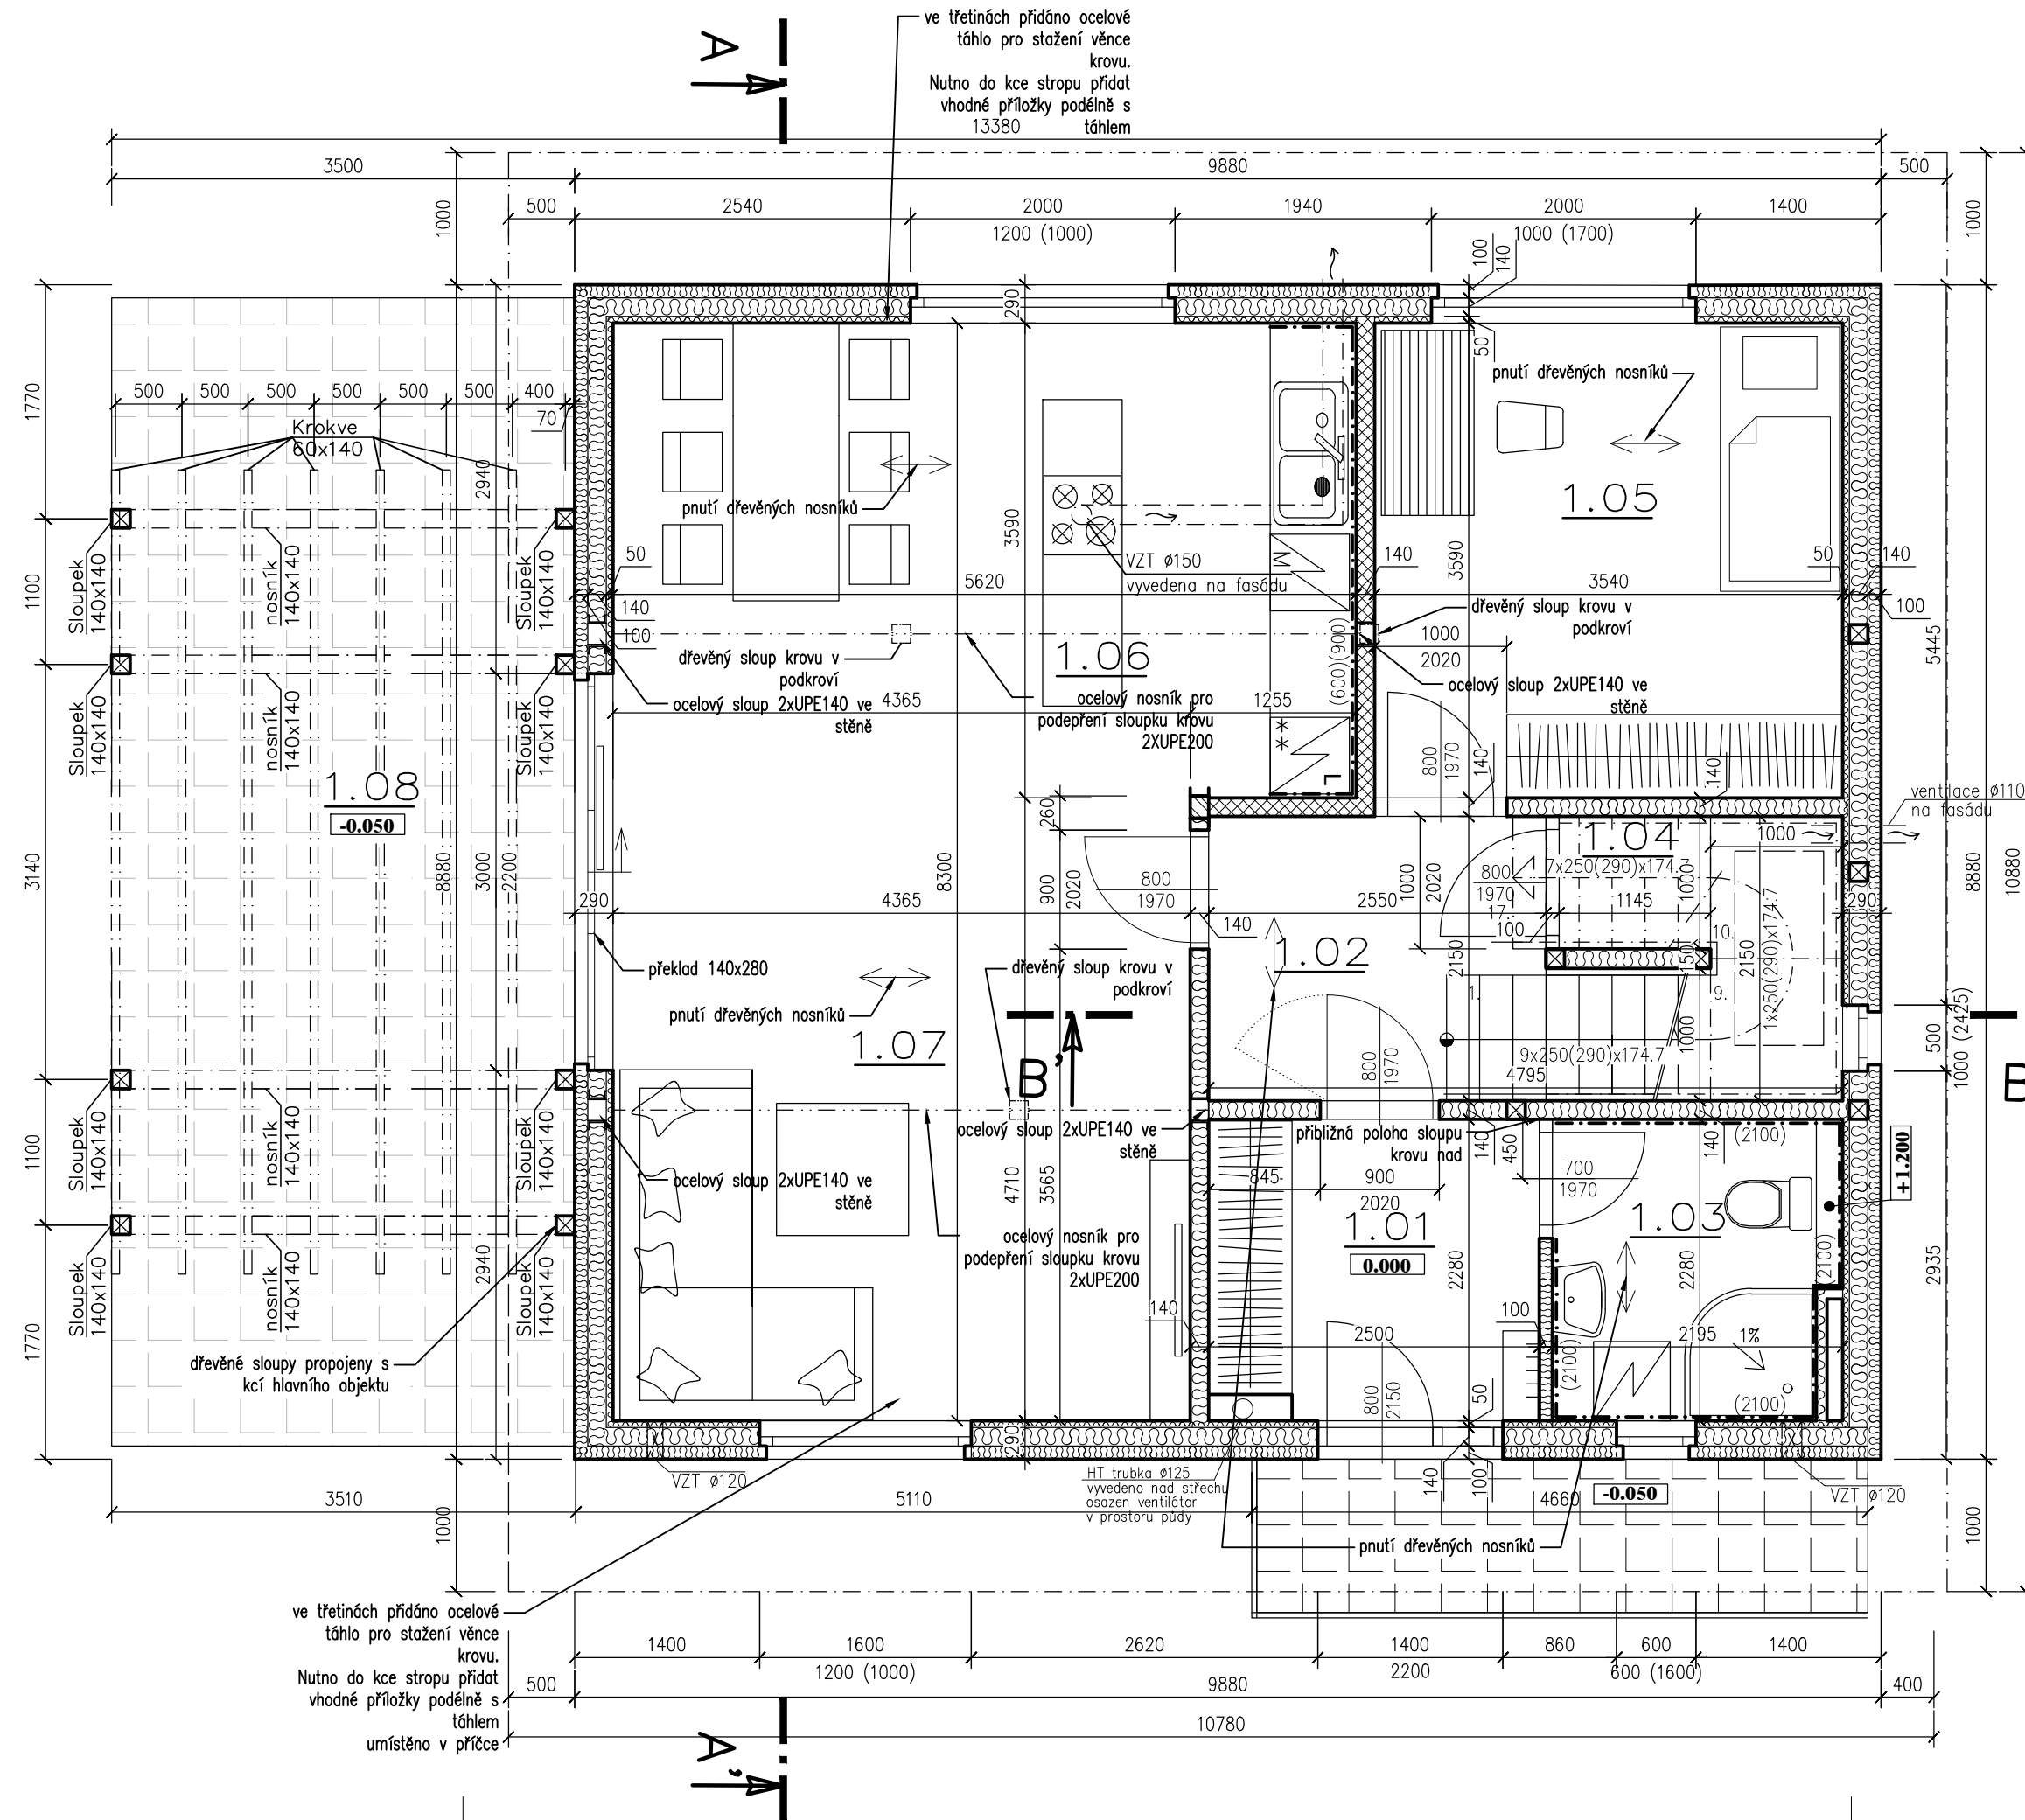 ve třetinách přidáno ocelové
táhlo pro stažení věnce
krovu.
Nutno do kce stropu přidat
vhodné příložky podélně s
táhlem
A
13380
3500
9880
500
500
2540
2000
1940
2000
1400
1200 (1000)
1000 (1700)
1000
1000
100
140
290
50
1770
500
500
500
500
500
500
400
70
Krokve
60x140
2940
pnutí dřevěných nosníků
pnutí dřevěných nosníků
1.05
3590
3590
VZT ø150
vyvedena na fasádu
M
140
50
140
100
1100
Sloupek
140x140
nosník
140x140
Sloupek
140x140
50
140
100
5620
3540
dřevěný sloup krovu v
podkroví
dřevěný sloup krovu v
podkroví
1.06
(600)(900)
1000
2020
5445
Sloupek
140x140
nosník
140x140
Sloupek
140x140
ocelový sloup 2xUPE140 ve
stěně
4365
ocelový nosník pro
podepření sloupku krovu
2XUPE200
1255
ocelový sloup 2xUPE140 ve
stěně
**
L
800
1970
140
140
1.08
-0.050
ventilace ø110
na fasádu
260
1.04
1000
3140
8880
3000
2200
8300
900
2020
800
1970
1000
2020
800
1970
7x250(290)x174.7
1000
8880
10880
290
4365
140
2550
17.
100
1145
10.
290
překlad 140x280
dřevěný sloup krovu v
podkroví
1.02
2150
150
2150
1x250(290)x174.7
1.
9.
pnutí dřevěných nosníků
1.07
B'
B
800
1970
9x250(290)x174.7
1000
4795
500
1000 (2425)
1100
Sloupek
140x140
nosník
140x140
Sloupek
140x140
ocelový sloup 2xUPE140 ve
stěně
ocelový sloup 2xUPE140 ve
stěně
přibližná poloha sloupu
krovu nad
140
450
140
(2100)
+1.200
4710
3565
845
900
2020
700
1970
1.01
0.000
1.03
ocelový nosník pro
podepření sloupku krovu
2xUPE200
2280
2280
(2100)
2935
1770
2940
Sloupek
140x140
nosník
140x140
Sloupek
140x140
dřevěné sloupy propojeny s
kcí hlavního objektu
140
2500
100
2195
1%
(2100)
(2100)
800
2150
50
290
VZT ø120
HT trubka ø125
vyvedeno nad střechu
osazen ventilátor
v prostoru půdy
140
100
4660
-0.050
VZT ø120
3510
5110
1000
1000
pnutí dřevěných nosníků
ve třetinách přidáno ocelové
táhlo pro stažení věnce
krovu.
Nutno do kce stropu přidat
vhodné příložky podélně s
táhlem
umístěno v příčce
1400
1600
2620
1400
860
600
1400
1200 (1000)
2200
600 (1600)
500
9880
400
10780
A'